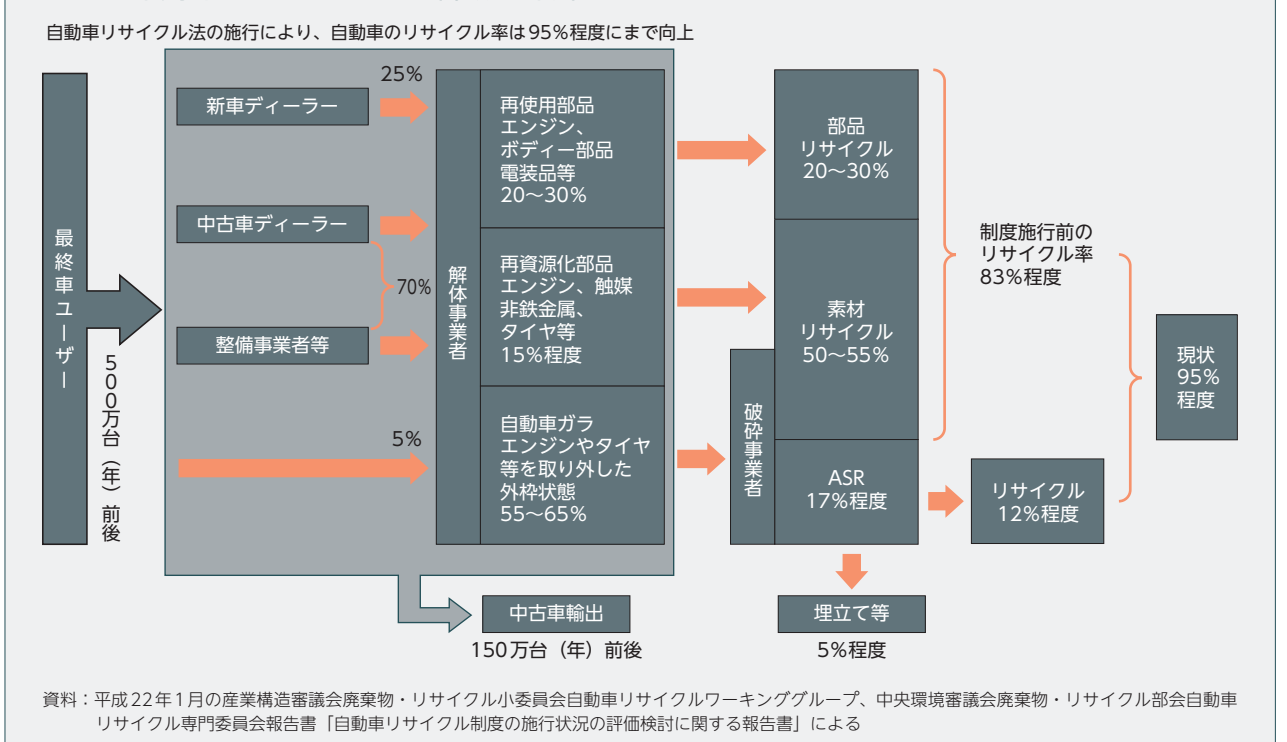 自動車リサイクル法の施行により、自動車のリサイクル率は95%程度にまで向上
最終車ユーザー
500万台(年)前後
新車ディーラー
25%
中古車ディーラー
70%
整備事業者等
5%
解体事業者
再使用部品
エンジン、
ボディー部品
電装品等
20〜30%
再資源化部品
エンジン、触媒
非鉄金属、
タイヤ等
15%程度
自動車ガラ
エンジンやタイヤ
等を取り外した
外枠状態
55〜65%
中古車輸出
150万台(年)前後
破砕事業者
部品
リサイクル
20〜30%
素材
リサイクル
50〜55%
ASR
17%程度
埋立て等
5%程度
リサイクル
12%程度
制度施行前の
リサイクル率
83%程度
現状
95%
程度
資料:平成22年1月の産業構造審議会廃棄物・リサイクル小委員会自動車リサイクルワーキンググループ、中央環境審議会廃棄物・リサイクル部会自動車
リサイクル専門委員会報告書「自動車リサイクル制度の施行状況の評価検討に関する報告書」による